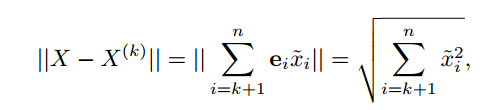 $||X - X^{(k)}|| = || \sum_{i=k+1}^{n} \mathbf{e}_i \tilde{x}_i || = \sqrt{\sum_{i=k+1}^{n} \tilde{x}_i^2},$